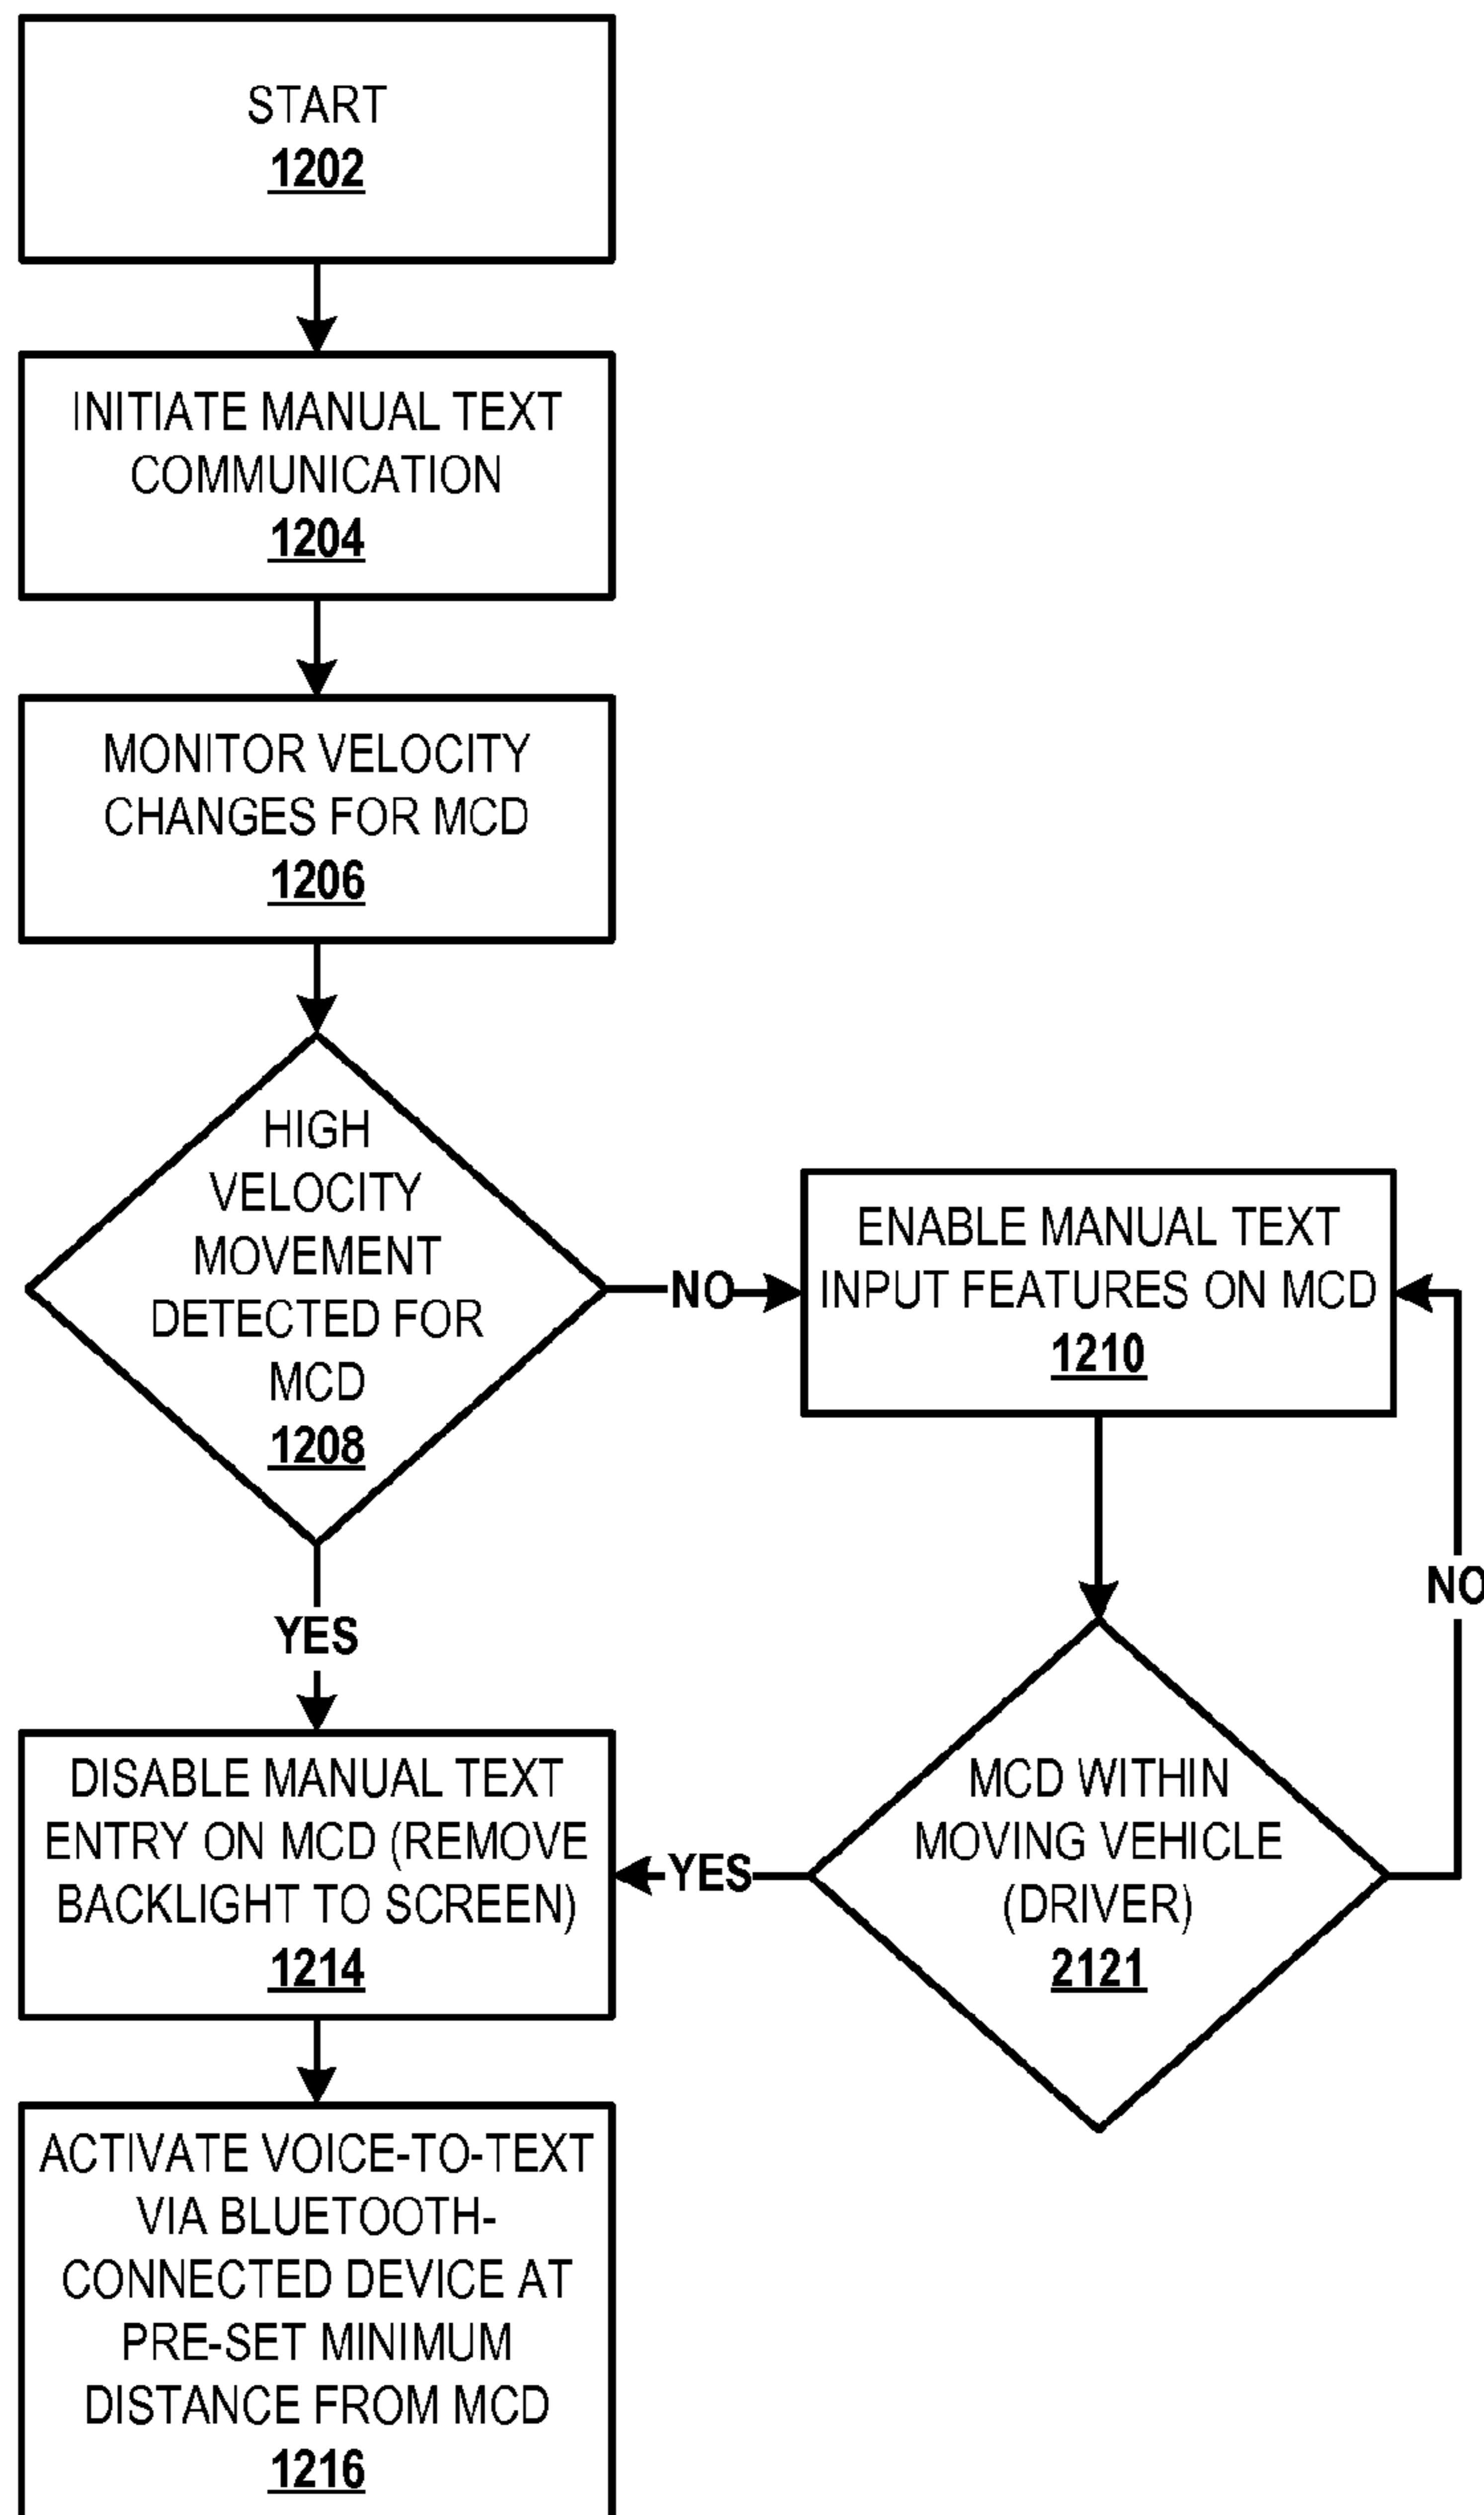 START
1202
INITIATE MANUAL TEXT
COMMUNICATION
1204
MONITOR VELOCITY
CHANGES FOR MCD
1206
HIGH
VELOCITY
MOVEMENT
DETECTED FOR
MCD
1208
NO
ENABLE MANUAL TEXT
INPUT FEATURES ON MCD
1210
NO
YES
DISABLE MANUAL TEXT
ENTRY ON MCD (REMOVE
BACKLIGHT TO SCREEN)
1214
YES
MCD WITHIN
MOVING VEHICLE
(DRIVER)
2121
ACTIVATE VOICE-TO-TEXT
VIA BLUETOOTH-
CONNECTED DEVICE AT
PRE-SET MINIMUM
DISTANCE FROM MCD
1216